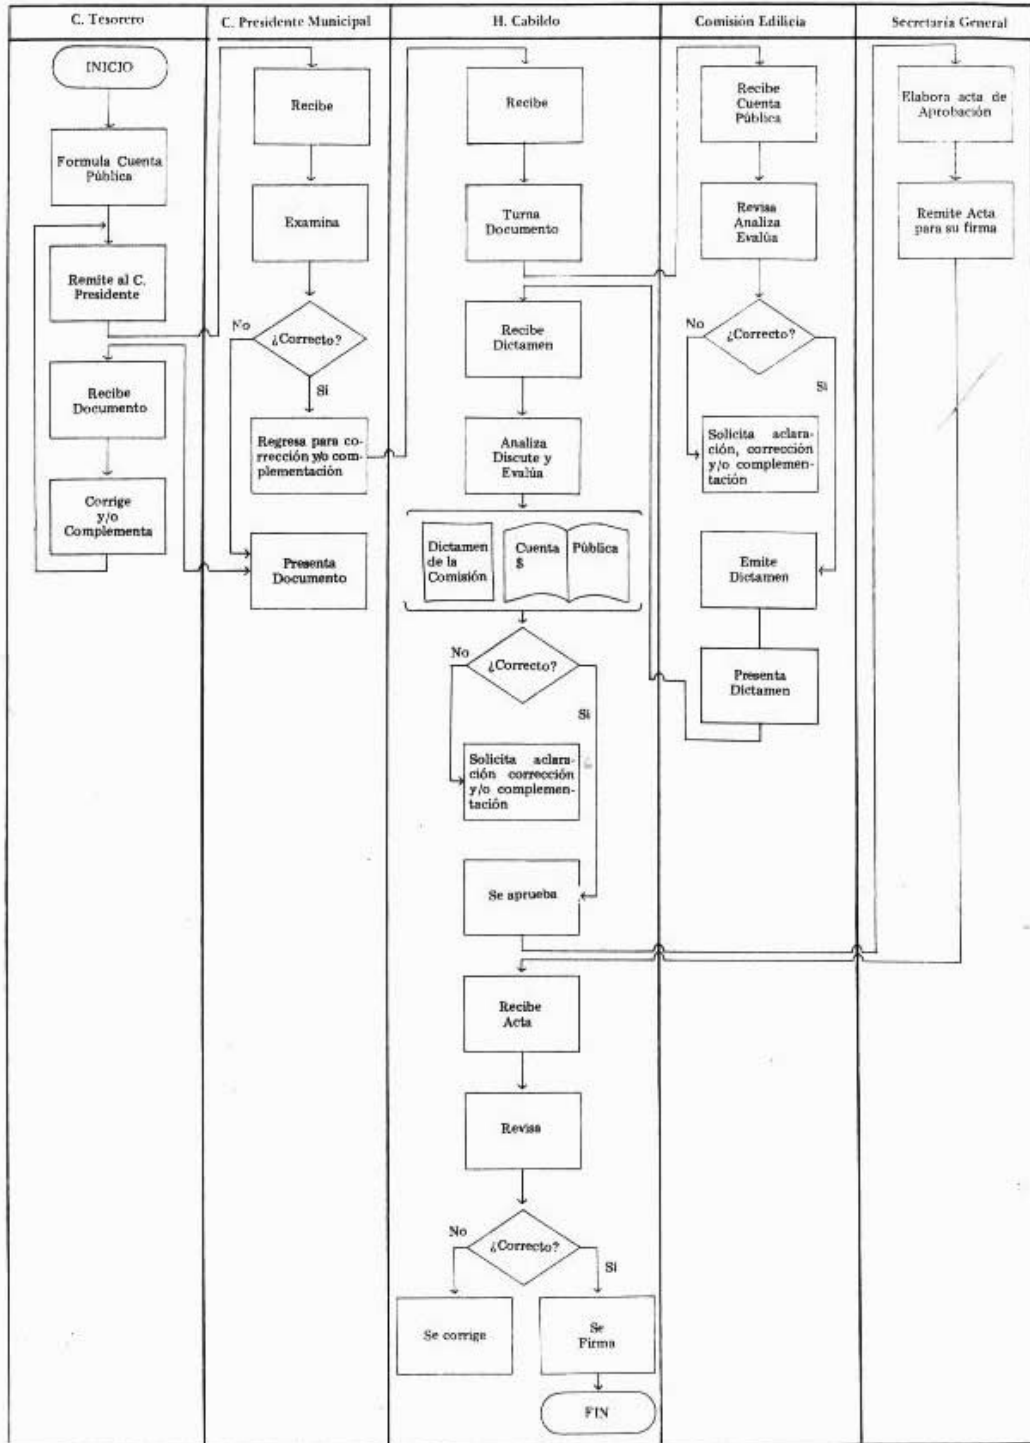 C. Tesorero
C. Presidente Municipal
H. Cabildo
Comisión Edilicia
Secretaría General
INICIO
Formula Cuenta
Pública
Remite al C.
Presidente
Recibe
Documento
Corrige
y/o
Complementa
Recibe
Examina
¿Correcto?
No
Si
Regresa para co-
rrección y/o com-
plementación
Presenta
Documento
Recibe
Turna
Documento
Recibe
Dictamen
Analiza
Discute y
Evalúa
Dictamen
de la
Comisión
Cuenta
$
Pública
¿Correcto?
No
Si
Solicita aclara-
ción corrección
y/o complemen-
tación
Se aprueba
Recibe
Acta
Revisa
¿Correcto?
No
Si
Se corrige
Se
Firma
FIN
Recibe
Cuenta
Pública
Revisa
Analiza
Evalúa
¿Correcto?
No
Si
Solicita aclara-
ción, corrección
y/o complemen-
tación
Emite
Dictamen
Presenta
Dictamen
Elabora acta de
Aprobación
Remite Acta
para su firma